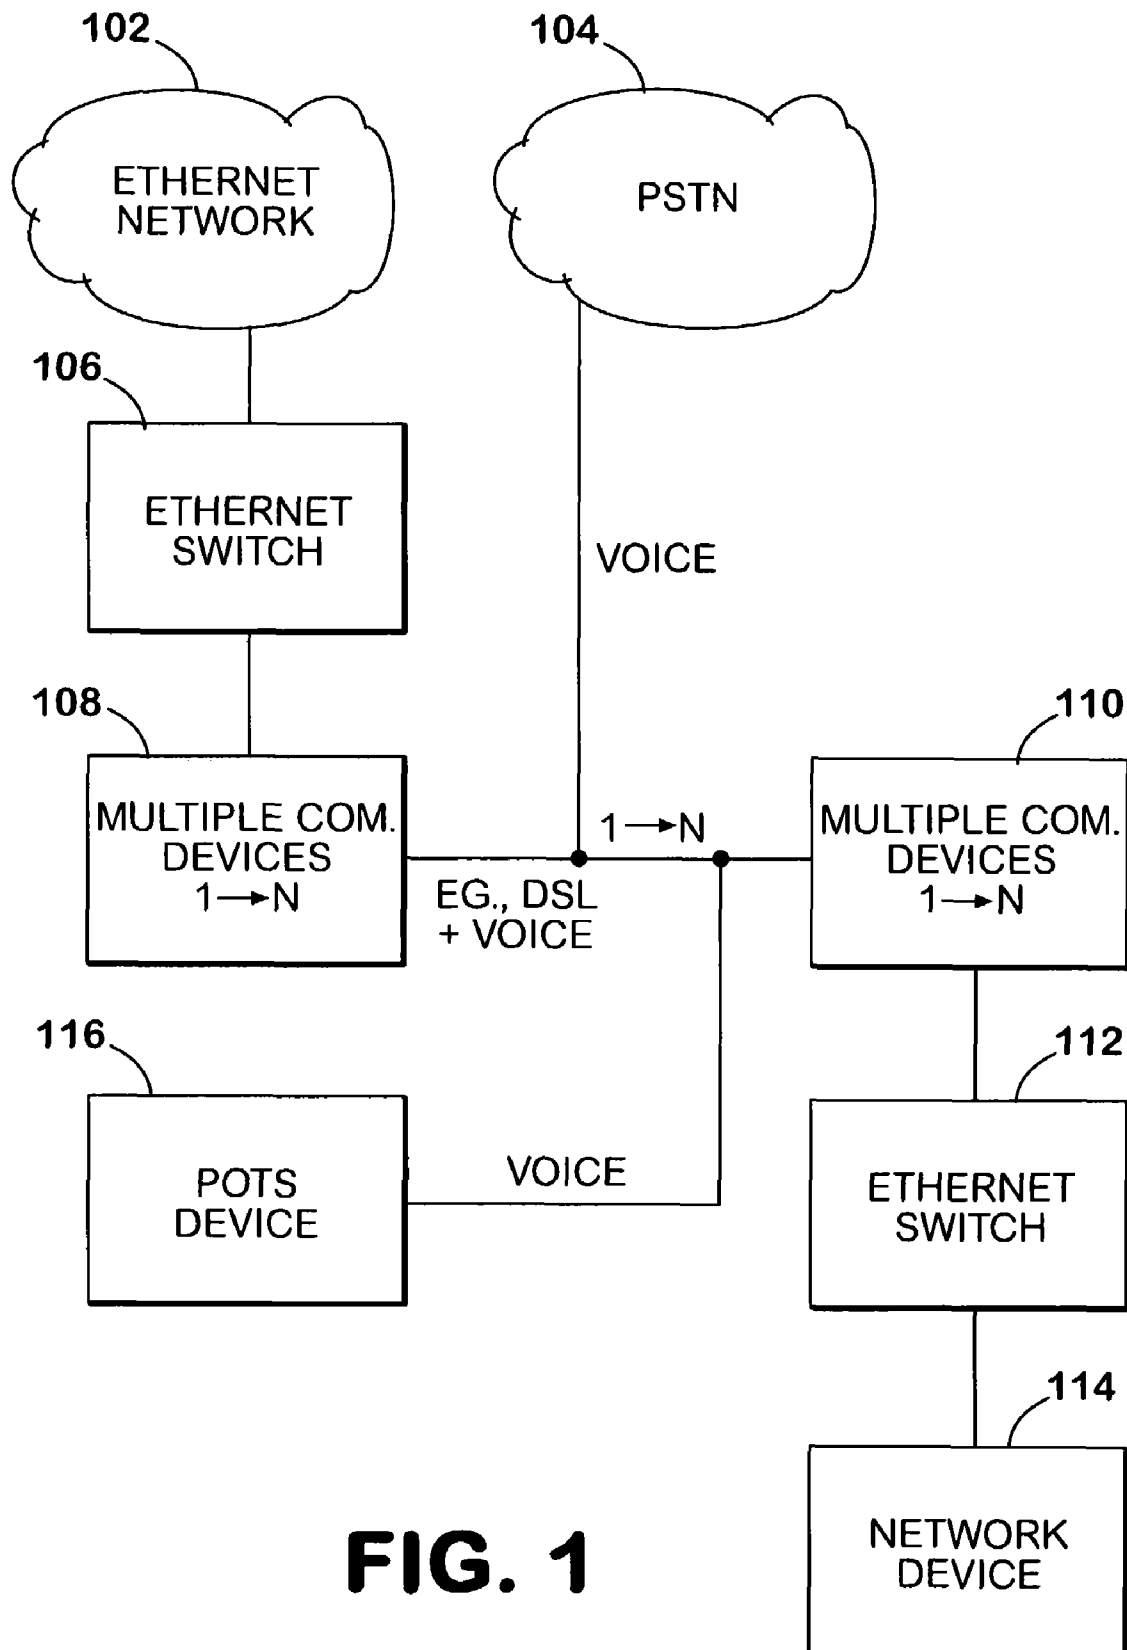 102
104
ETHERNET
NETWORK
PSTN
106
ETHERNET
SWITCH
VOICE
108
110
MULTIPLE COM.
DEVICES
1→N
1→N
EG., DSL
+ VOICE
MULTIPLE COM.
DEVICES
1→N
116
112
POTS
DEVICE
VOICE
ETHERNET
SWITCH
114
NETWORK
DEVICE
FIG. 1